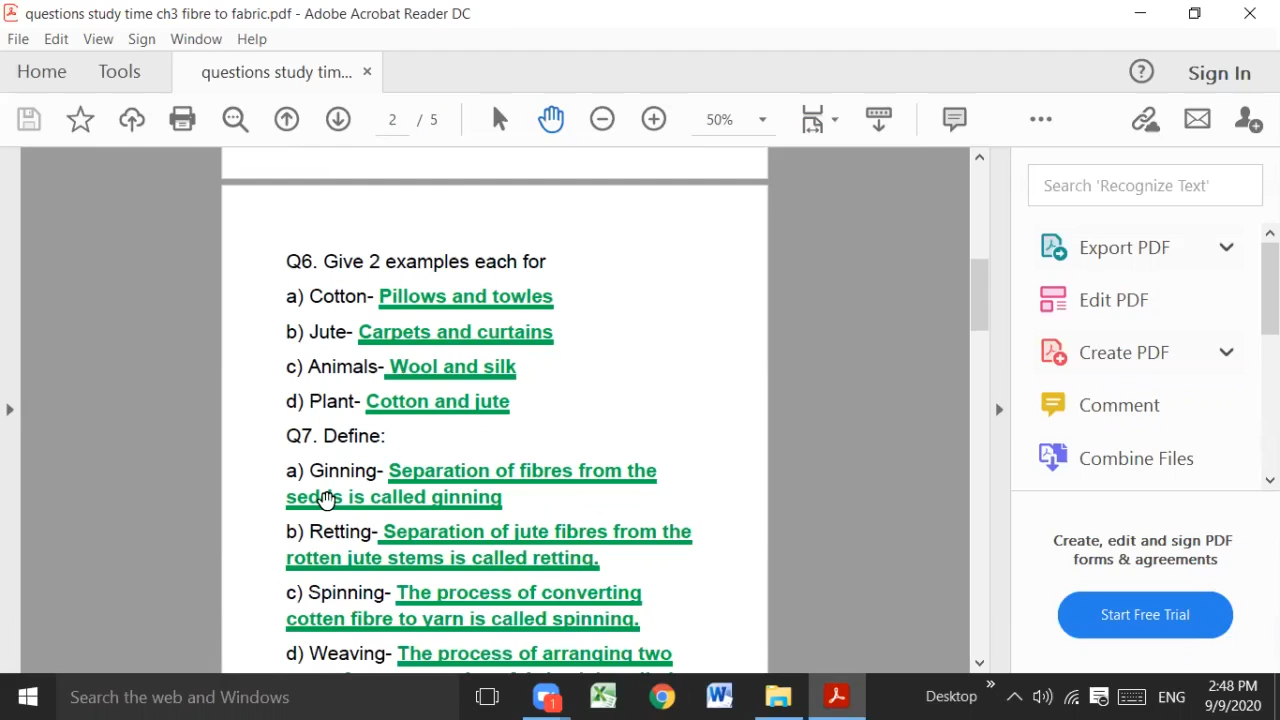 questions study time ch3 fibre to fabric.pdf - Adobe Acrobat Reader DC
File Edit View Sign Window Help
Home Tools questions study tim... × Sign In
2 / 5 50%
Search 'Recognize Text'
Export PDF
Edit PDF
Create PDF
Comment
Combine Files
Create, edit and sign PDF
forms & agreements
Start Free Trial
Q6. Give 2 examples each for
a) Cotton- Pillows and towles
b) Jute- Carpets and curtains
c) Animals- Wool and silk
d) Plant- Cotton and jute
Q7. Define:
a) Ginning- Separation of fibres from the
is called ginning
b) Retting- Separation of jute fibres from the
rotten jute stems is called retting.
c) Spinning- The process of converting
cotten fibre to yarn is called spinning.
d) Weaving- The process of arranging two
Search the web and Windows
1
Desktop » ENG 2:48 PM
9/9/2020